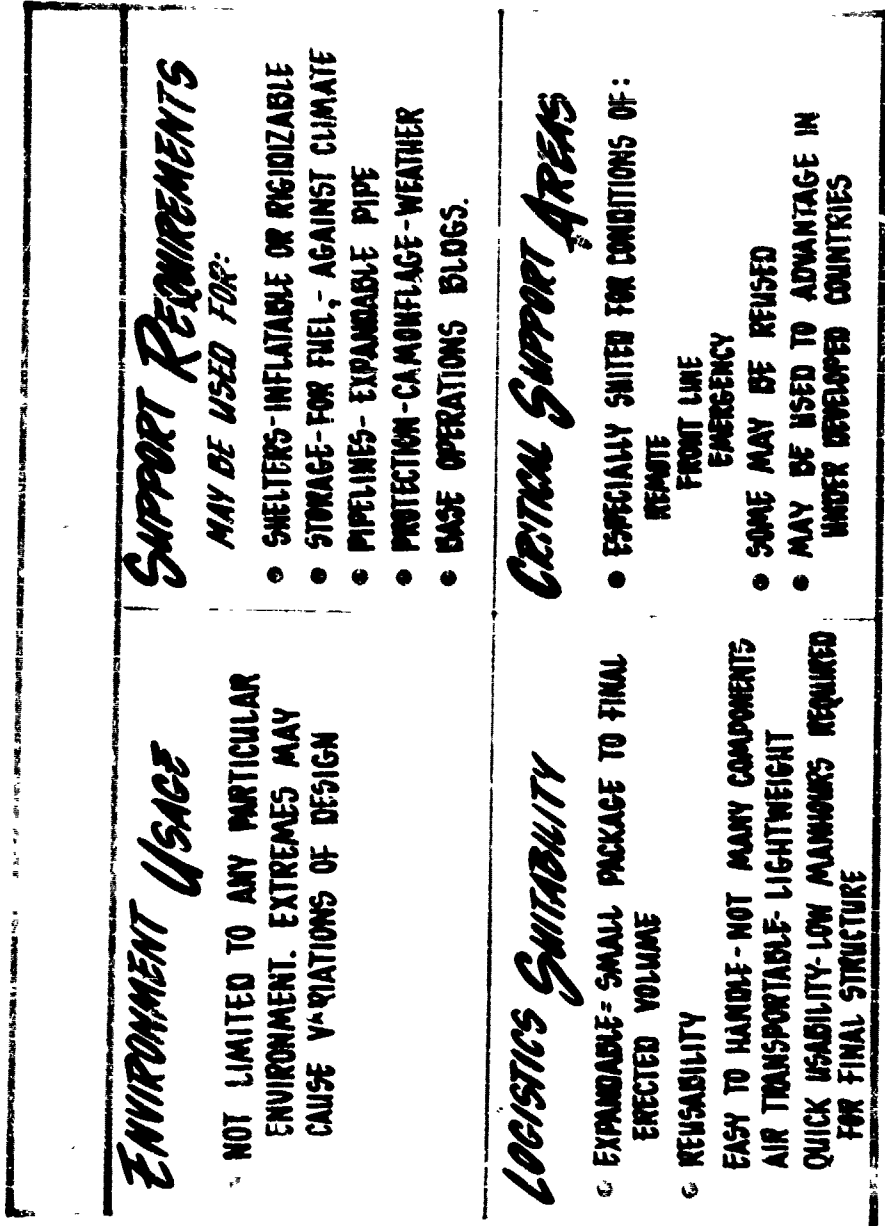 ENVIRONMENT USAGE
NOT LIMITED TO ANY PARTICULAR
ENVIRONMENT. EXTREMES MAY
CAUSE VARIATIONS OF DESIGN
SUPPORT REQUIREMENTS
MAY BE USED FOR:
• SHELTERS-INFLATABLE OR RIGIDIZABLE
• STORAGE-FOR FUEL,- AGAINST CLIMATE
• PIPELINES- EXPANDABLE PIPE
• PROTECTION-CAMOUFLAGE-WEATHER
• BASE OPERATIONS BLDGS.
LOGISTICS SUITABILITY
• EXPANDABLE= SMALL PACKAGE TO FINAL
ERECTED VOLUME
• REUSABILITY
EASY TO HANDLE-NOT MANY COMPONENTS
AIR TRANSPORTABLE-LIGHTWEIGHT
QUICK USABILITY-LOW MANHOURS REQUIRED
FOR FINAL STRUCTURE
CRITICAL SUPPORT AREAS
• ESPECIALLY SUITED FOR CONDITIONS OF:
REMOTE
FRONT LINE
EMERGENCY
• SOME MAY BE REUSED
• MAY BE USED TO ADVANTAGE IN
UNDER DEVELOPED COUNTRIES